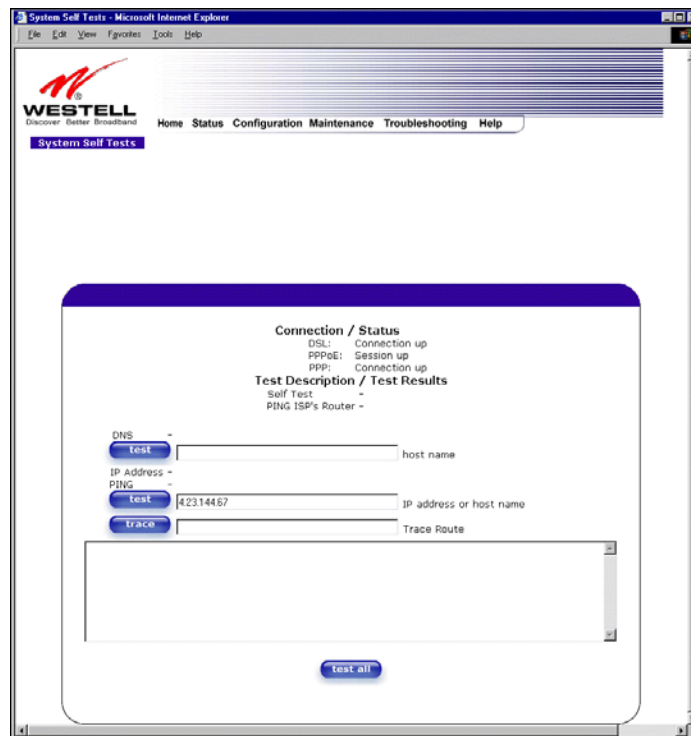 System Self Tests - Microsoft Internet Explorer
File Edit View Favorites Tools Help
WESTELL®
Discover Better Broadband
Home Status Configuration Maintenance Troubleshooting Help
System Self Tests
Connection / Status
DSL: Connection up
PPPoE: Session up
PPP: Connection up
Test Description / Test Results
Self Test -
PING ISP's Router -
DNS -
test host name
IP Address -
PING -
test 4.23.144.67 IP address or host name
trace Trace Route
test all